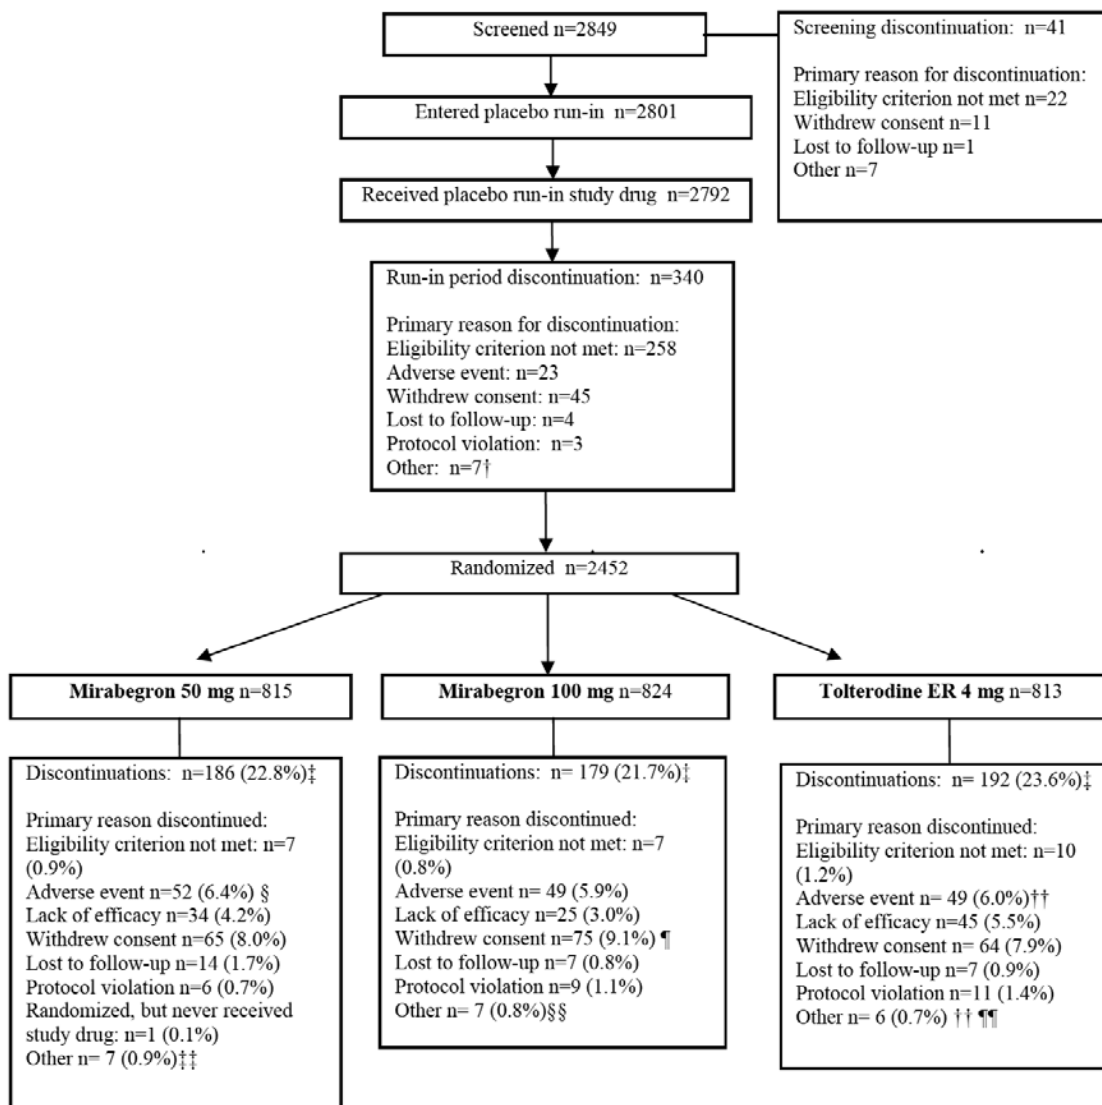 Screened n=2849
Screening discontinuation: n=41
Primary reason for discontinuation:
Eligibility criterion not met n=22
Withdrew consent n=11
Lost to follow-up n=1
Other n=7
Entered placebo run-in n=2801
Received placebo run-in study drug n=2792
Run-in period discontinuation: n=340
Primary reason for discontinuation:
Eligibility criterion not met: n=258
Adverse event: n=23
Withdrew consent: n=45
Lost to follow-up: n=4
Protocol violation: n=3
Other: n=7†
Randomized n=2452
Mirabegron 50 mg n=815
Discontinuations: n=186 (22.8%)‡
Primary reason discontinued:
Eligibility criterion not met: n=7
(0.9%)
Adverse event n=52 (6.4%) §
Lack of efficacy n=34 (4.2%)
Withdrew consent n=65 (8.0%)
Lost to follow-up n=14 (1.7%)
Protocol violation n=6 (0.7%)
Randomized, but never received
study drug: n=1 (0.1%)
Other n= 7 (0.9%)‡‡
Mirabegron 100 mg n=824
Discontinuations: n= 179 (21.7%)‡
Primary reason discontinued:
Eligibility criterion not met: n=7
(0.8%)
Adverse event n= 49 (5.9%)
Lack of efficacy n=25 (3.0%)
Withdrew consent n=75 (9.1%) ¶
Lost to follow-up n=7 (0.8%)
Protocol violation n=9 (1.1%)
Other n= 7 (0.8%)§§
Tolterodine ER 4 mg n=813
Discontinuations: n= 192 (23.6%)‡
Primary reason discontinued:
Eligibility criterion not met: n=10
(1.2%)
Adverse event n= 49 (6.0%)††
Lack of efficacy n=45 (5.5%)
Withdrew consent n= 64 (7.9%)
Lost to follow-up n=7 (0.9%)
Protocol violation n=11 (1.4%)
Other n= 6 (0.7%) †† ¶¶